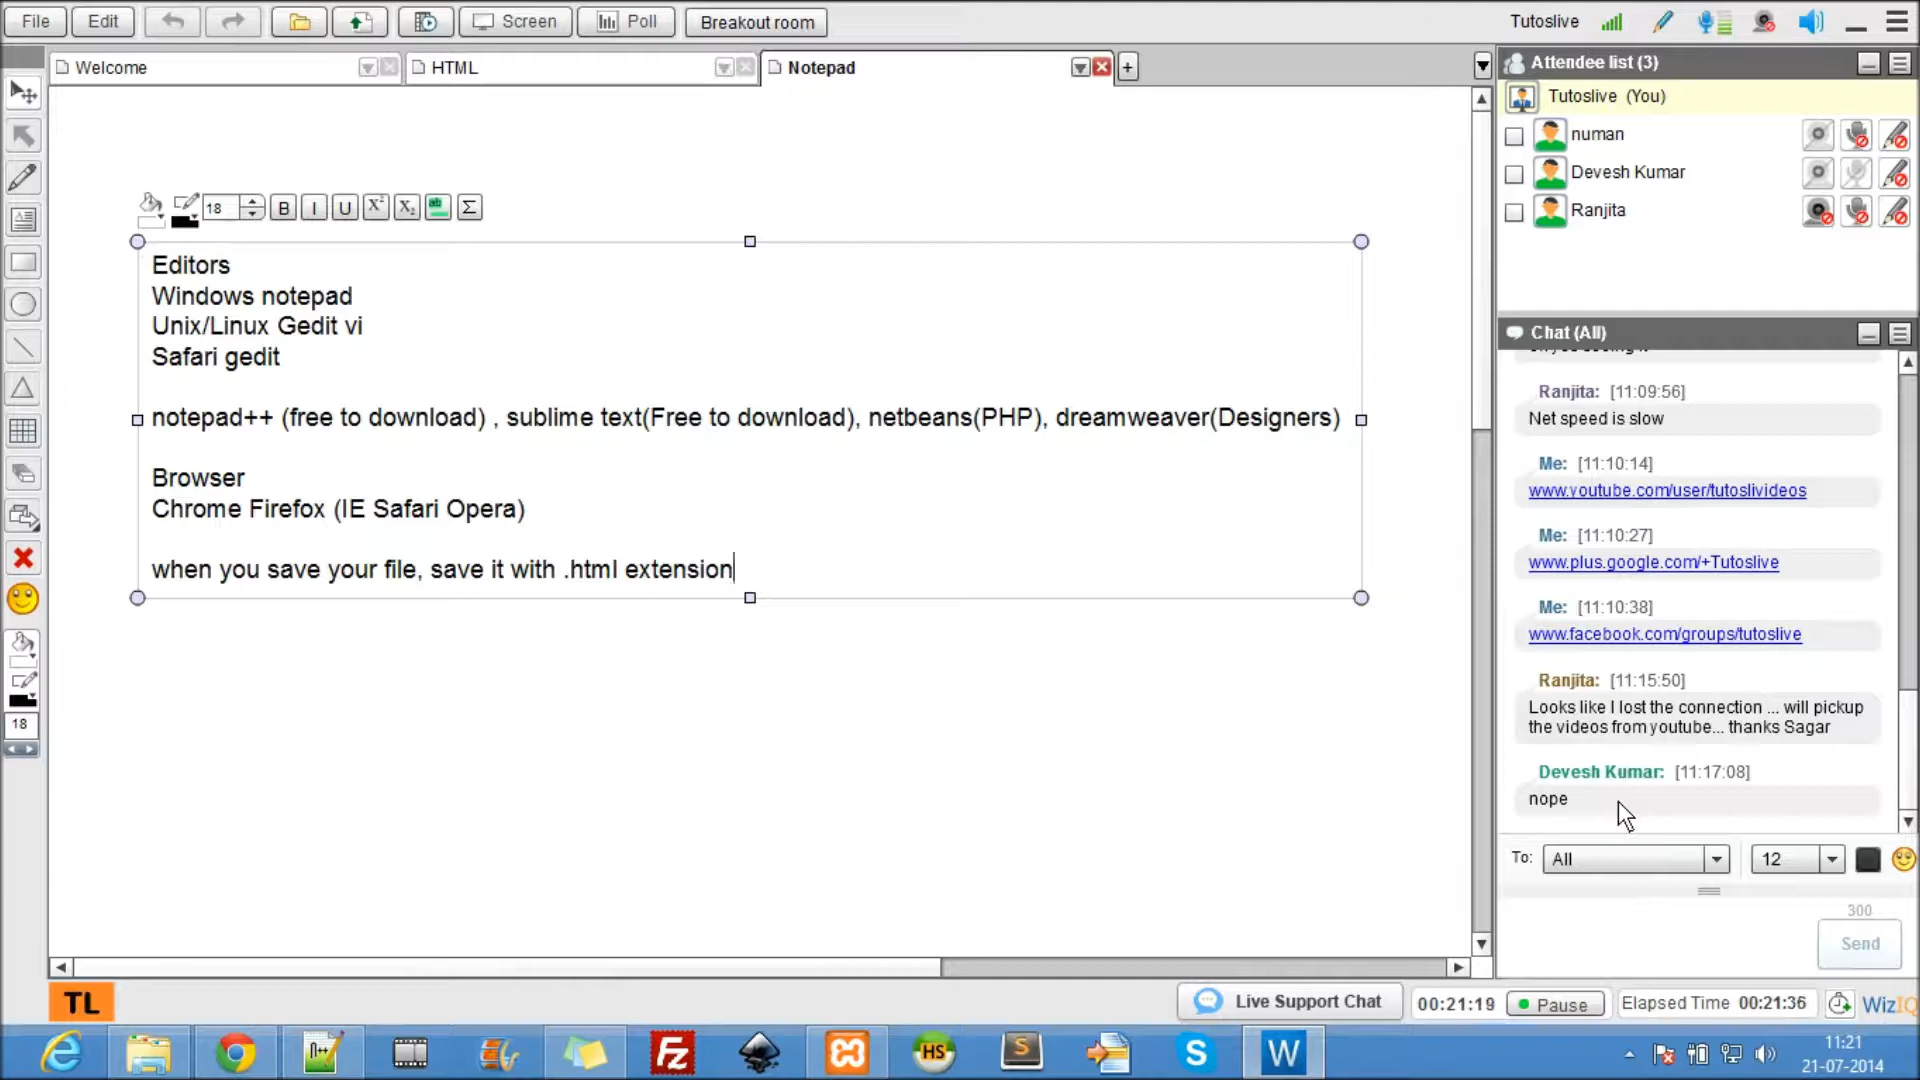 File Edit Screen Poll Breakout room Tutoslive
Welcome HTML Notepad +
18 B I U X² X₂ ab Σ
Editors
Windows notepad
Unix/Linux Gedit vi
Safari gedit
notepad++ (free to download) , sublime text(Free to download), netbeans(PHP), dreamweaver(Designers)
Browser
Chrome Firefox (IE Safari Opera)
when you save your file, save it with .html extension
18
Attendee list (3)
Tutoslive (You)
numan
Devesh Kumar
Ranjita
Chat (All)
Ranjita: [11:09:56]
Net speed is slow
Me: [11:10:14]
www.youtube.com/user/tutoslivideos
Me: [11:10:27]
www.plus.google.com/+Tutoslive
Me: [11:10:38]
www.facebook.com/groups/tutoslive
Ranjita: [11:15:50]
Looks like I lost the connection ... will pickup
the videos from youtube... thanks Sagar
Devesh Kumar: [11:17:08]
nope
To: All 12
300
Send
TL Live Support Chat 00:21:19 Pause Elapsed Time 00:21:36 WizIQ
N++ Fz HS S S W
11:21
21-07-2014